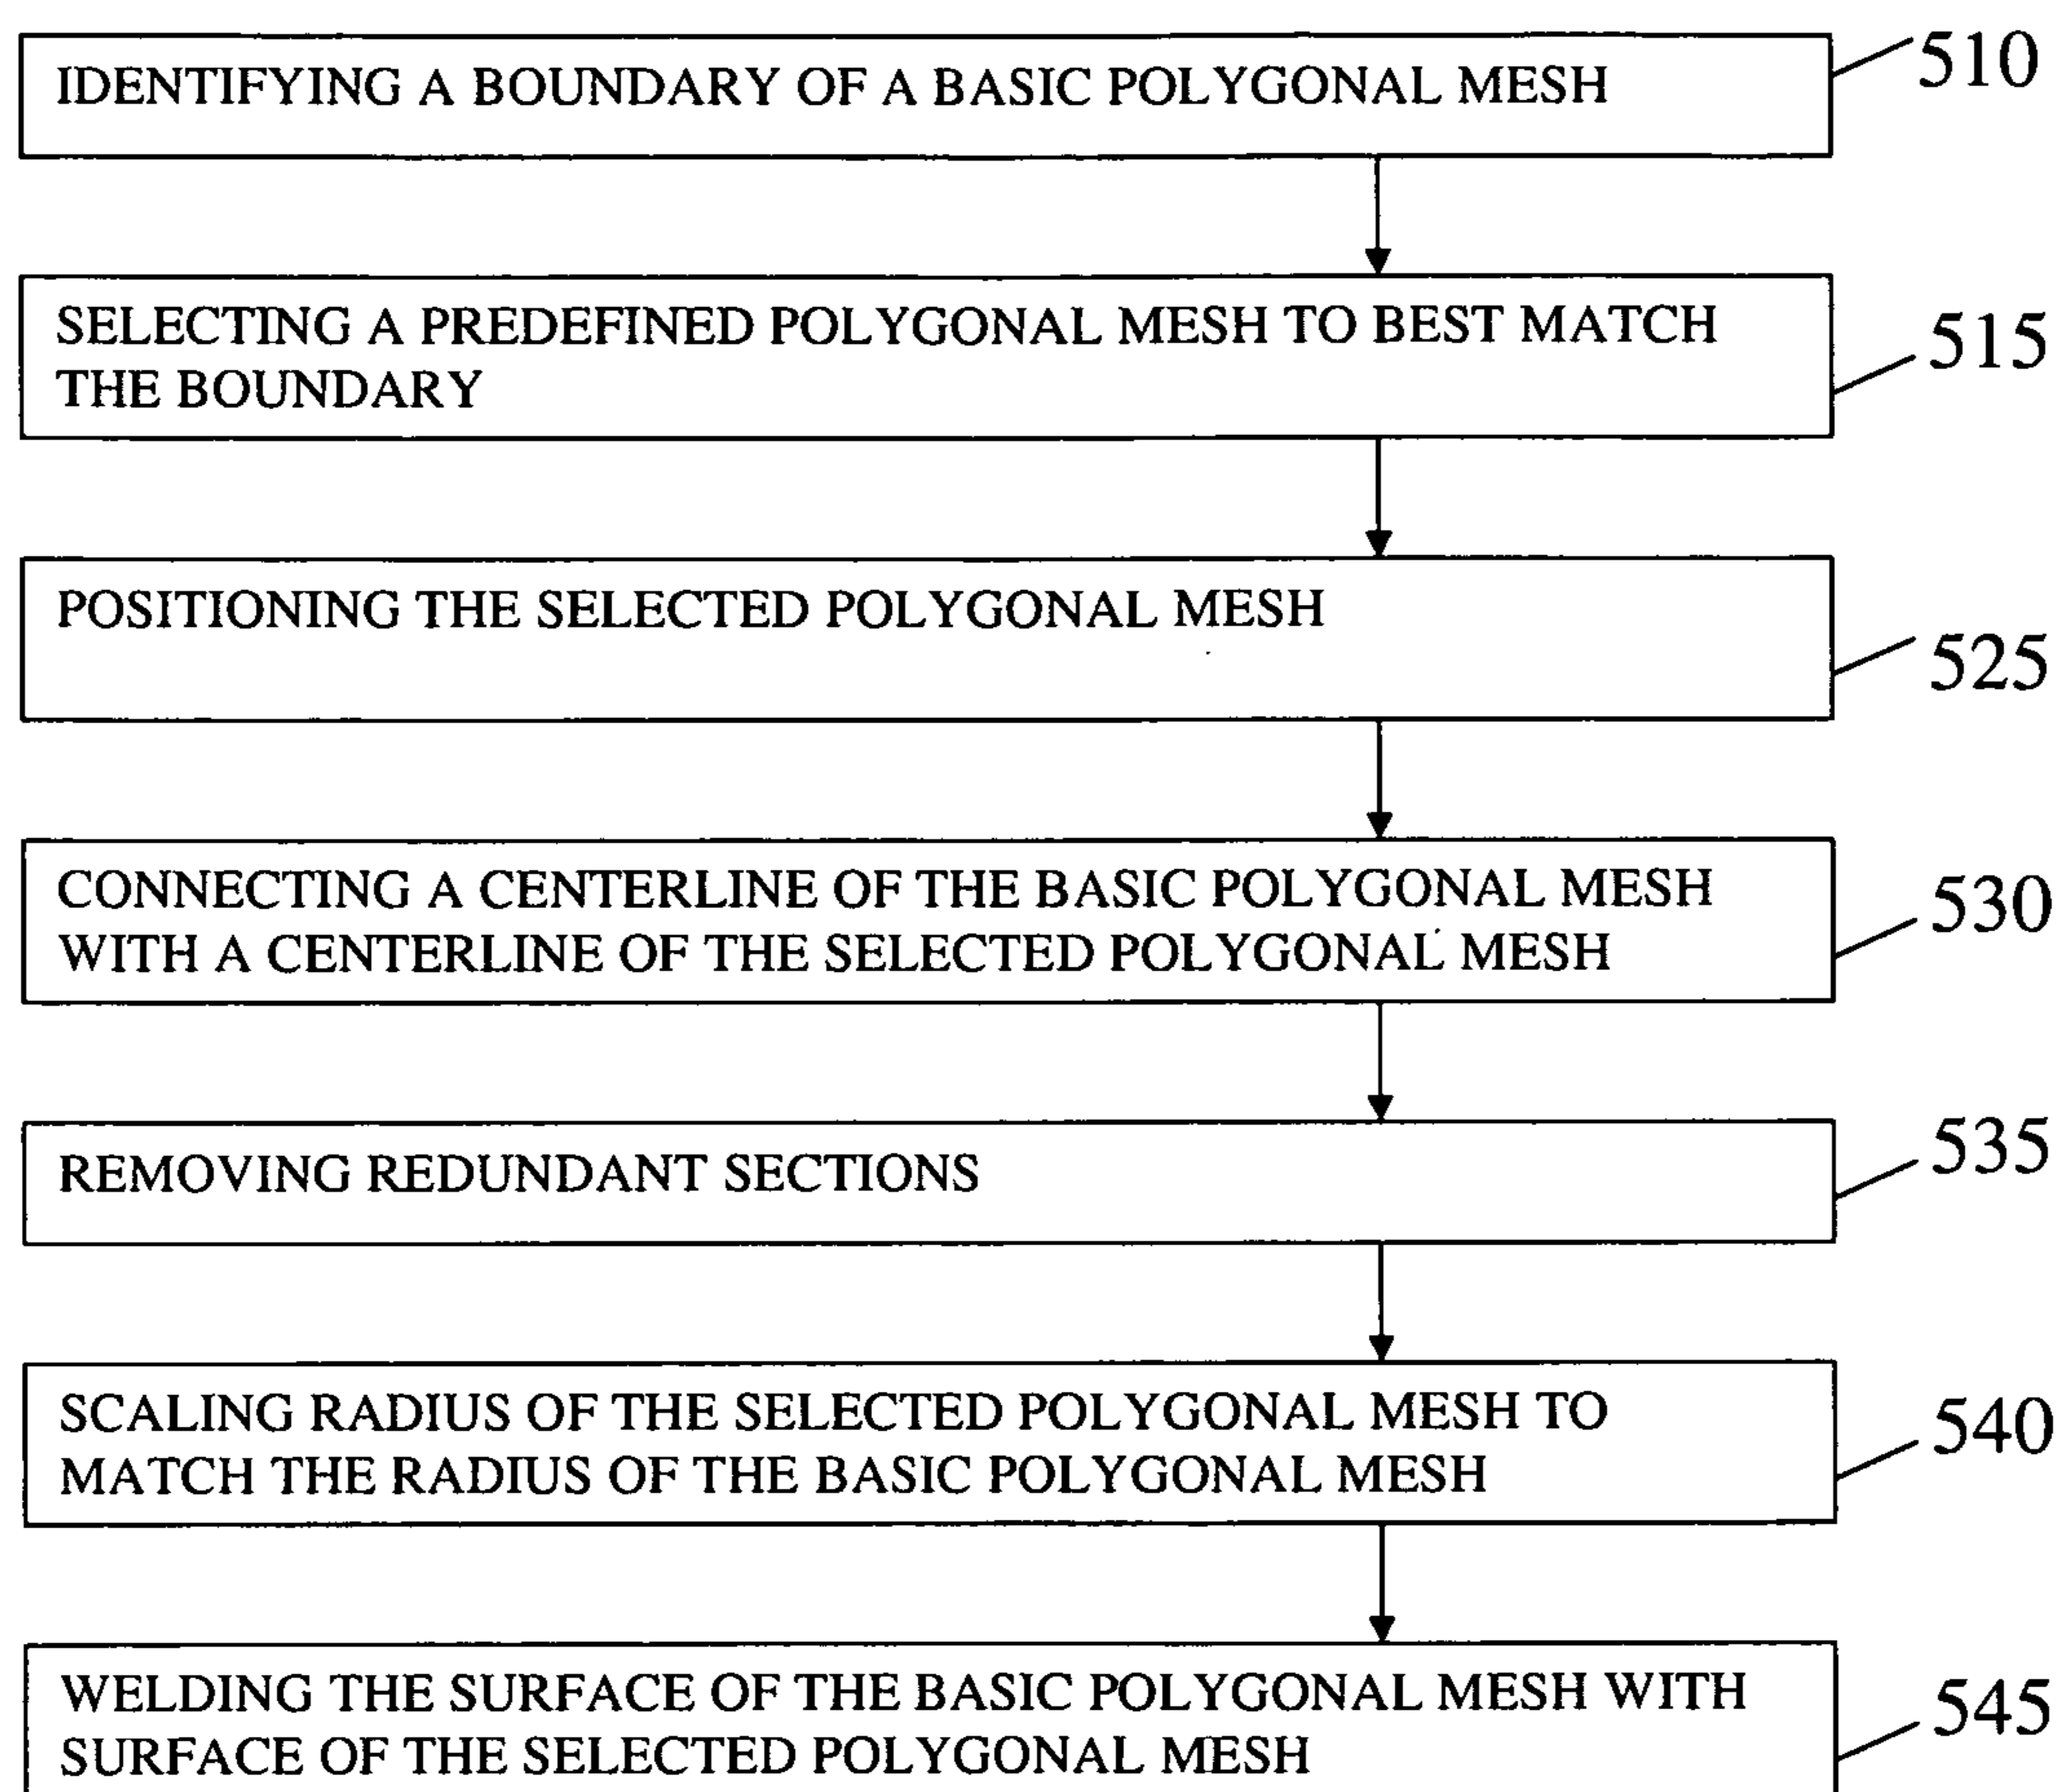 IDENTIFYING A BOUNDARY OF A BASIC POLYGONAL MESH
510
SELECTING A PREDEFINED POLYGONAL MESH TO BEST MATCH
THE BOUNDARY
515
POSITIONING THE SELECTED POLYGONAL MESH
525
CONNECTING A CENTERLINE OF THE BASIC POLYGONAL MESH
WITH A CENTERLINE OF THE SELECTED POLYGONAL MESH
530
REMOVING REDUNDANT SECTIONS
535
SCALING RADIUS OF THE SELECTED POLYGONAL MESH TO
MATCH THE RADIUS OF THE BASIC POLYGONAL MESH
540
WELDING THE SURFACE OF THE BASIC POLYGONAL MESH WITH
SURFACE OF THE SELECTED POLYGONAL MESH
545